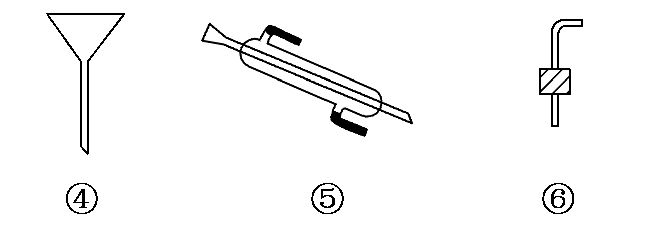 ④ ⑤ ⑥